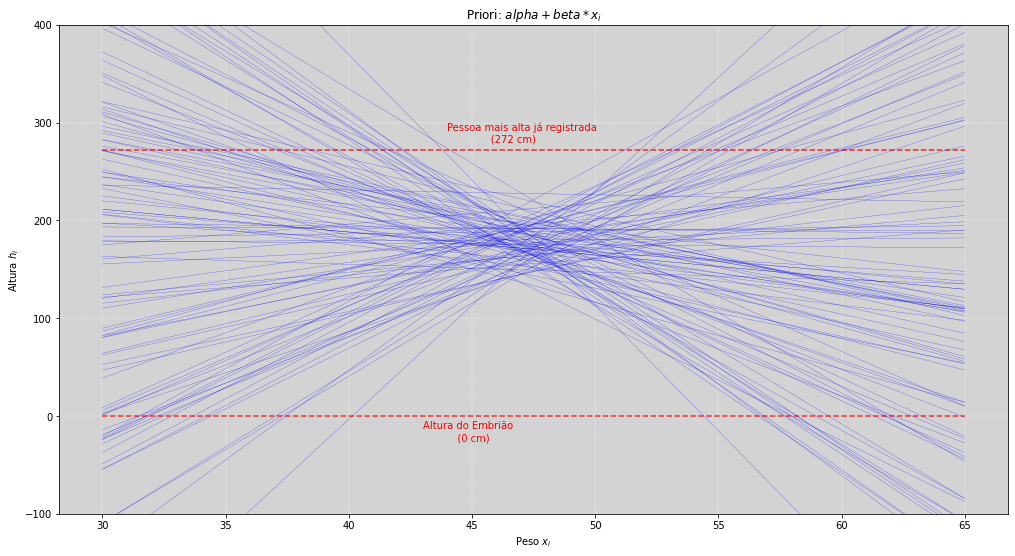 Priori: alpha + beta * x_i
400
300
200
100
0
−100
Altura h_i
Pessoa mais alta já registrada
(272 cm)
Altura do Embrião
(0 cm)
30
35
40
45
50
55
60
65
Peso x_i